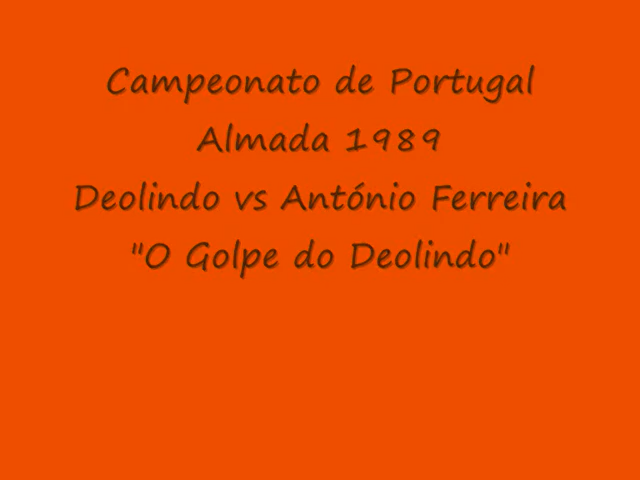 Campeonato de Portugal
Almada 1989
Deolindo vs António Ferreira
"O Golpe do Deolindo"